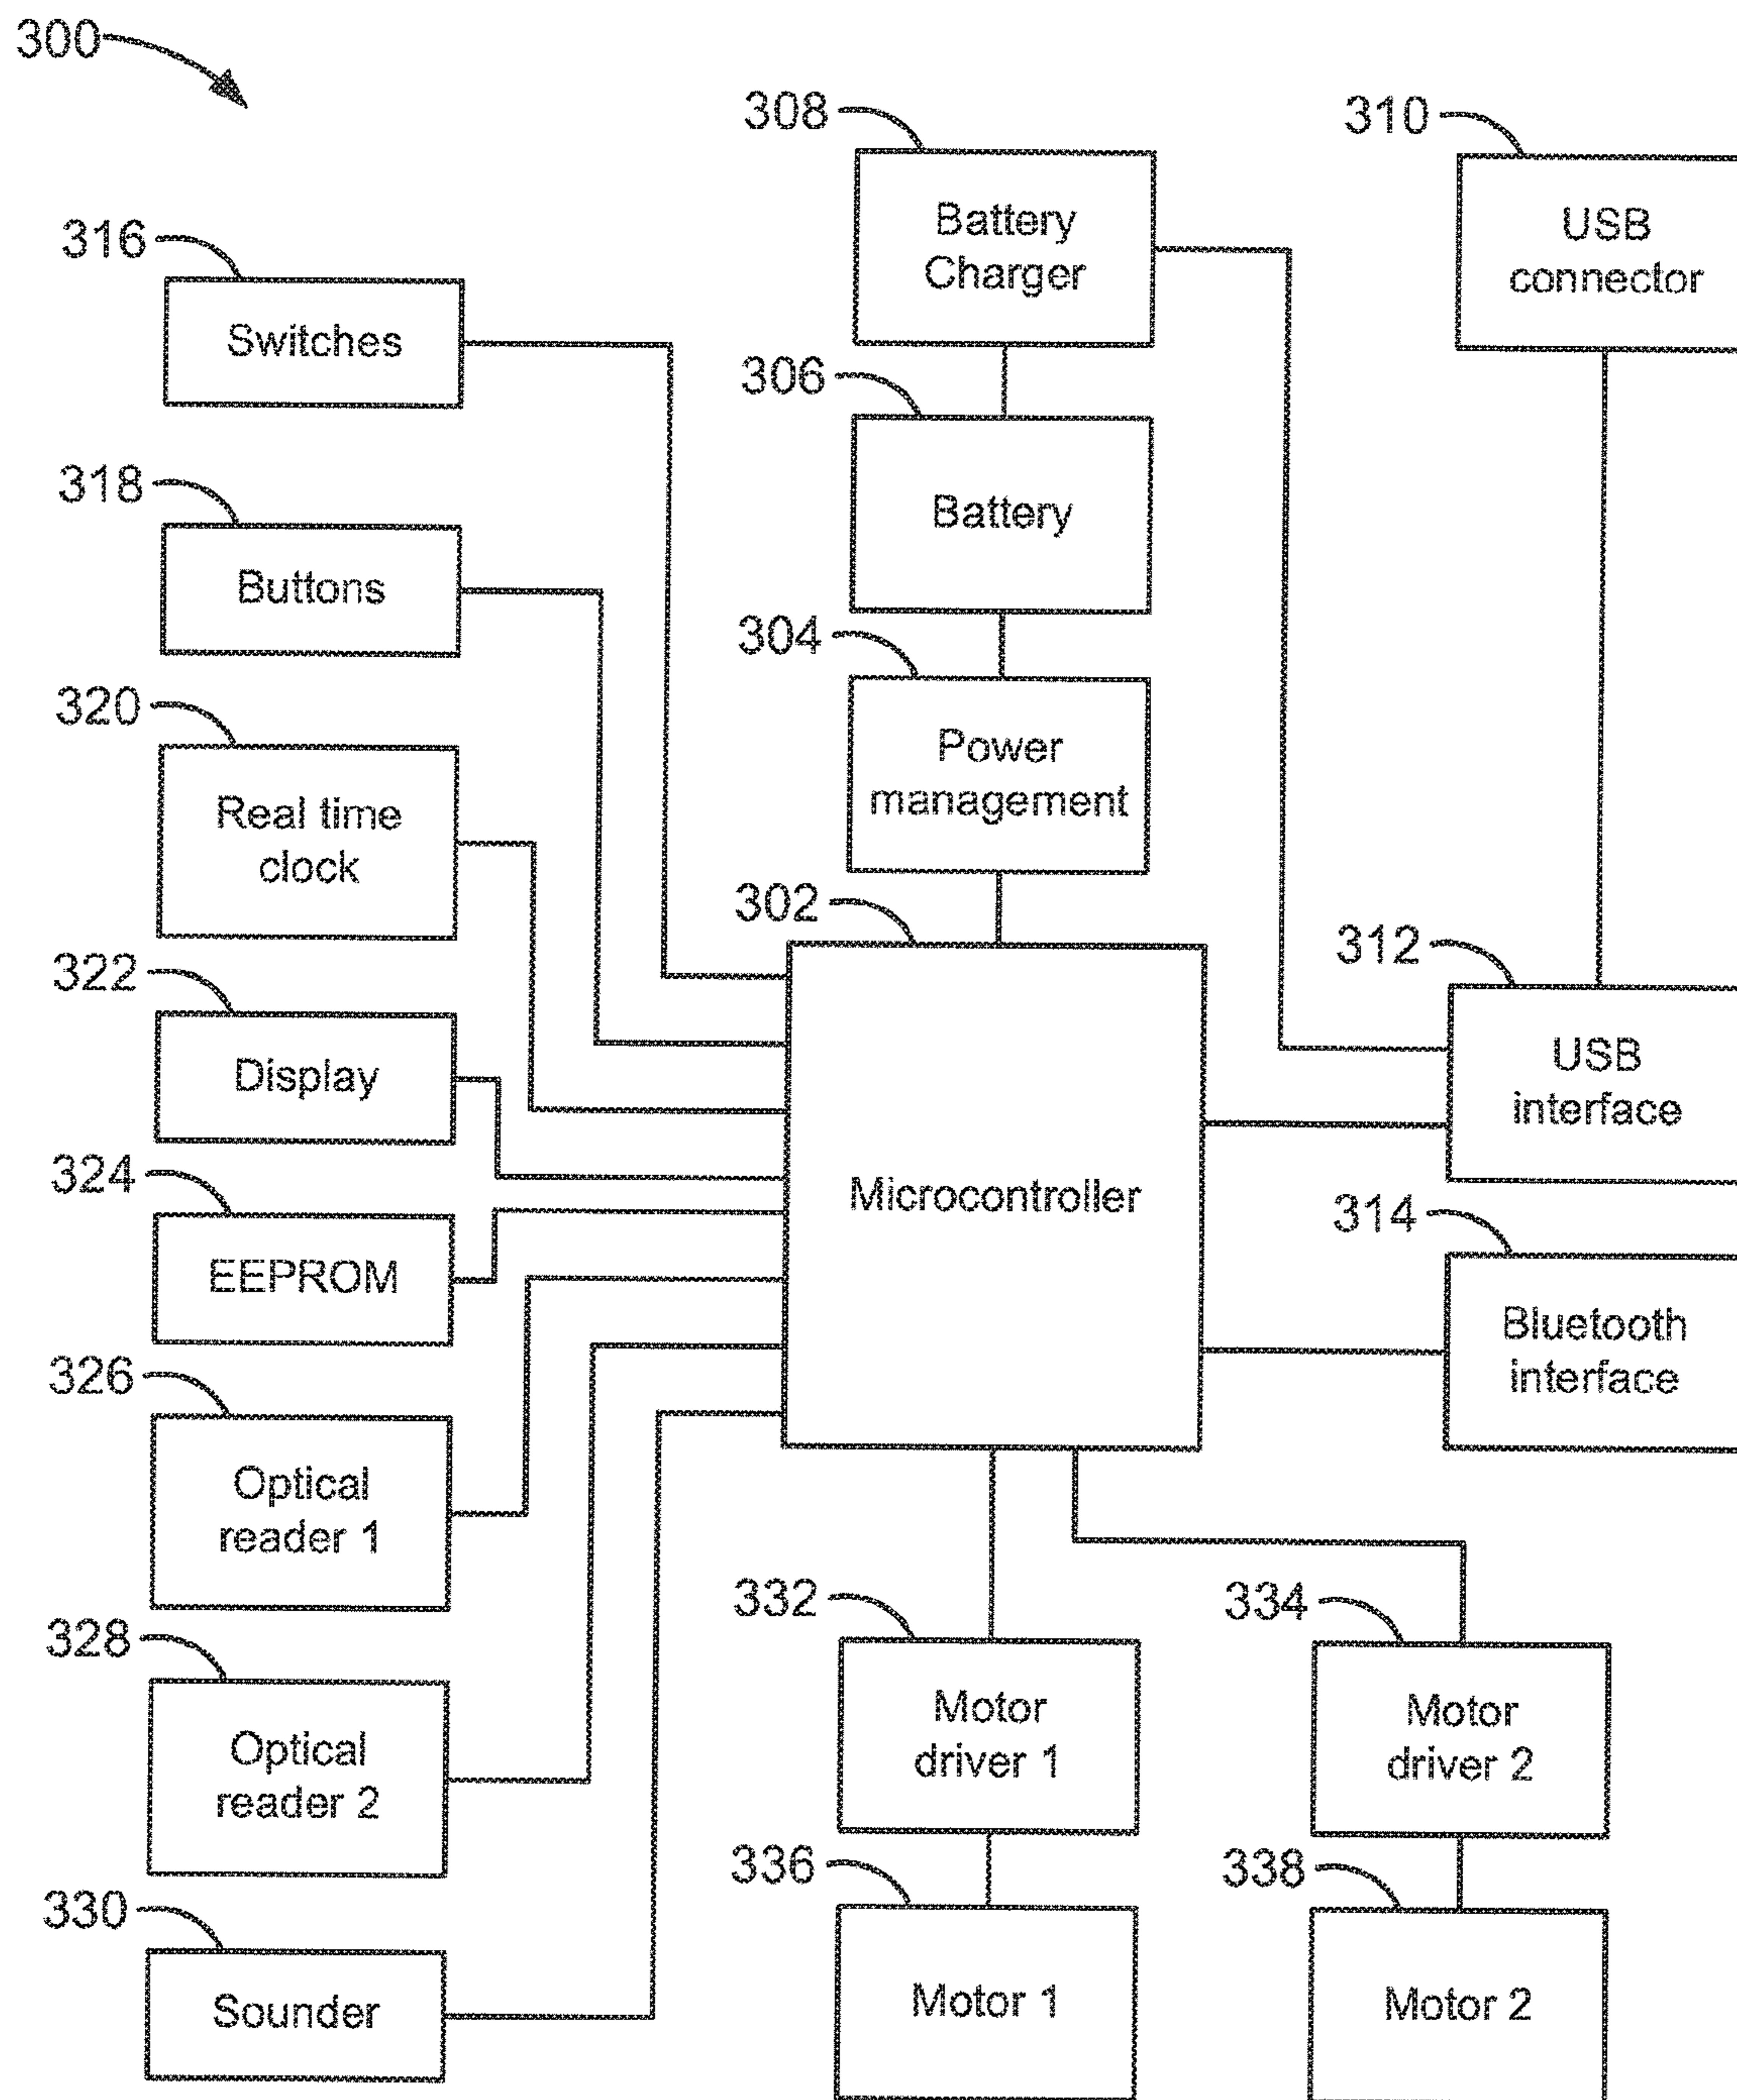 300
308
310
Battery
Charger
USB
connector
316
Switches
306
Battery
318
Buttons
304
Power
management
320
Real time
clock
302
Microcontroller
312
USB
interface
322
Display
324
EEPROM
314
Bluetooth
interface
326
Optical
reader 1
328
Optical
reader 2
332
Motor
driver 1
334
Motor
driver 2
330
Sounder
336
Motor 1
338
Motor 2